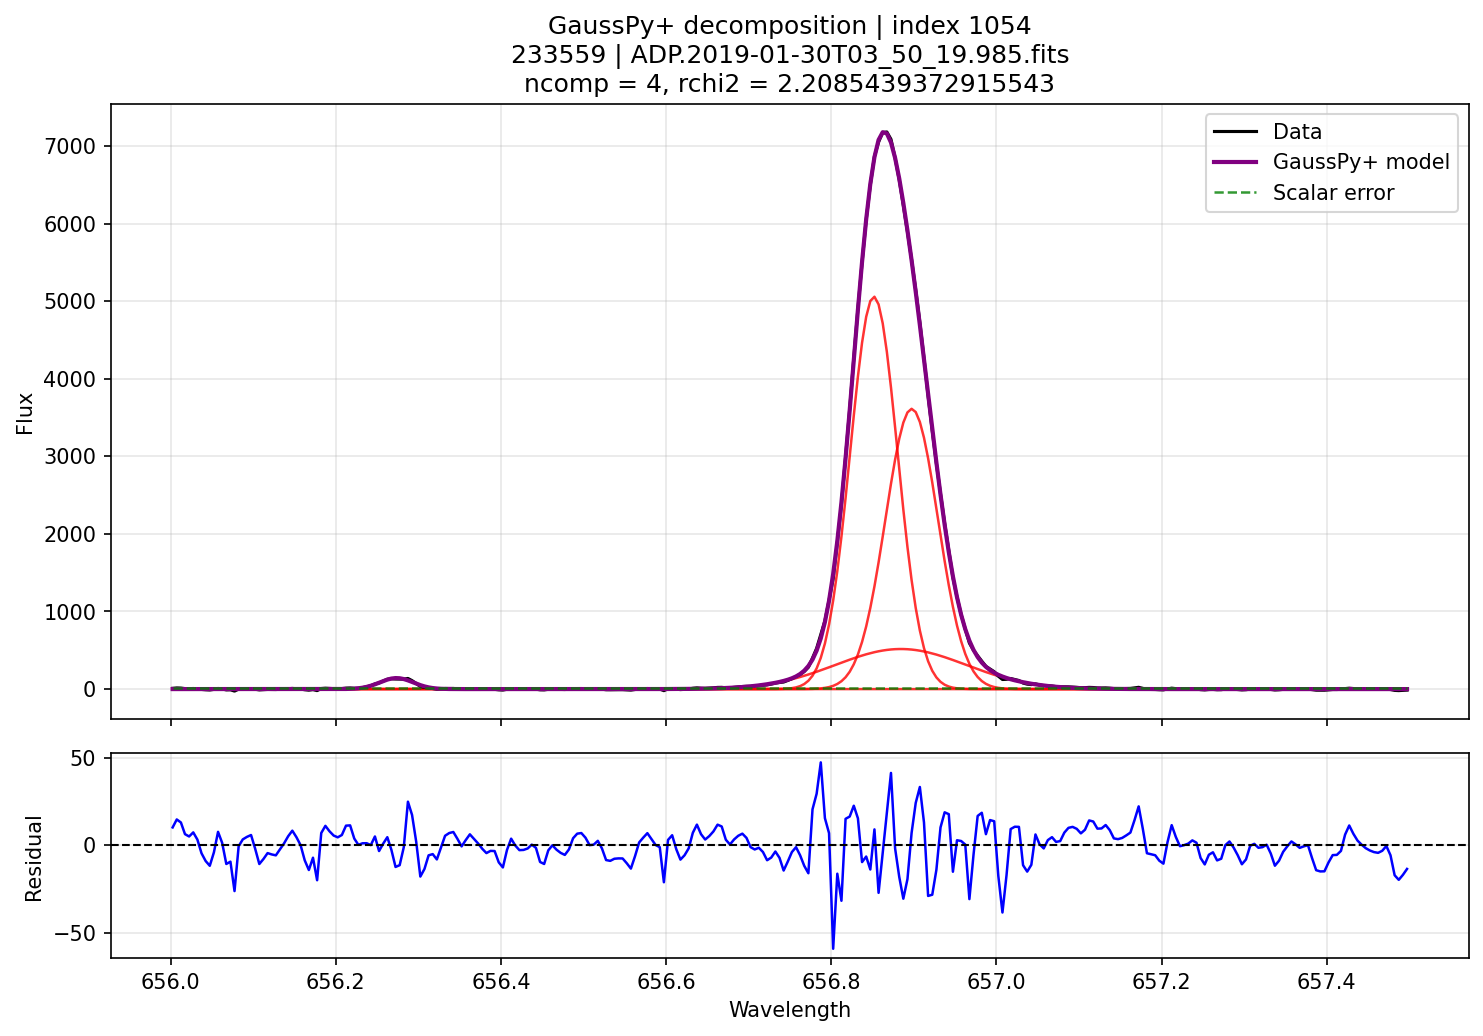 GaussPy+ decomposition | index 1054
233559 | ADP.2019-01-30T03_50_19.985.fits
ncomp = 4, rchi2 = 2.2085439372915543
Data
GaussPy+ model
Scalar error
7000
6000
5000
4000
3000
2000
1000
0
Flux
50
0
−50
Residual
656.0 656.2 656.4 656.6 656.8 657.0 657.2 657.4
Wavelength